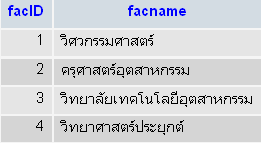 facID facname
1 วิศวกรรมศาสตร์
2 ครุศาสตร์อุตสาหกรรม
3 วิทยาลัยเทคโนโลยีอุตสาหกรรม
4 วิทยาศาสตร์ประยุกต์